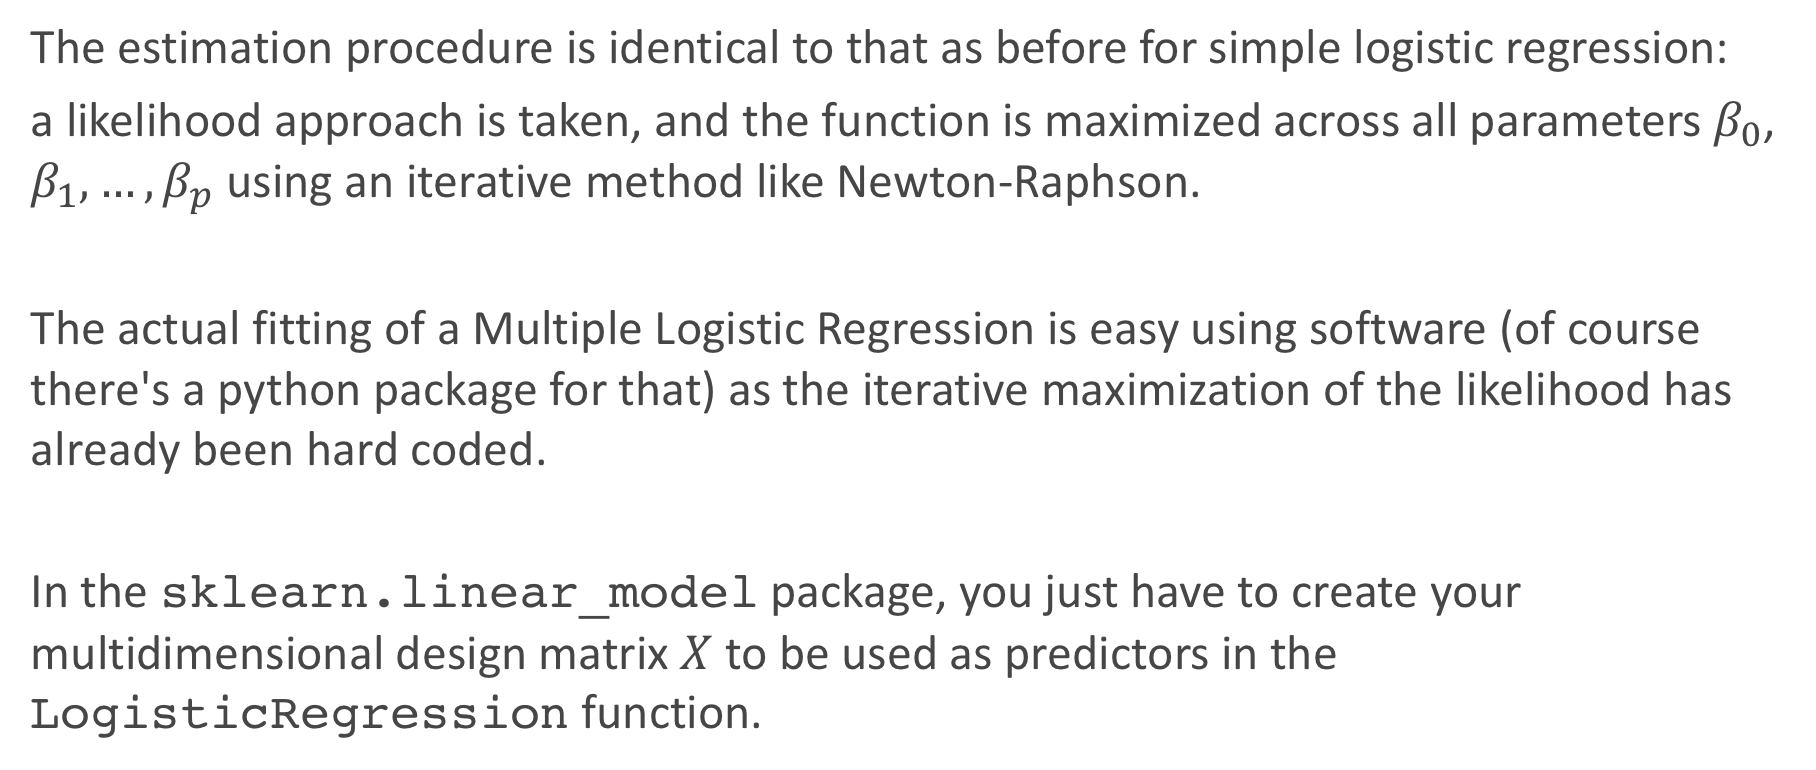 The estimation procedure is identical to that as before for simple logistic regression:
a likelihood approach is taken, and the function is maximized across all parameters β₀,
β₁, … , βₚ using an iterative method like Newton-Raphson.
The actual fitting of a Multiple Logistic Regression is easy using software (of course
there's a python package for that) as the iterative maximization of the likelihood has
already been hard coded.
In the sklearn.linear_model package, you just have to create your
multidimensional design matrix X to be used as predictors in the
LogisticRegression function.